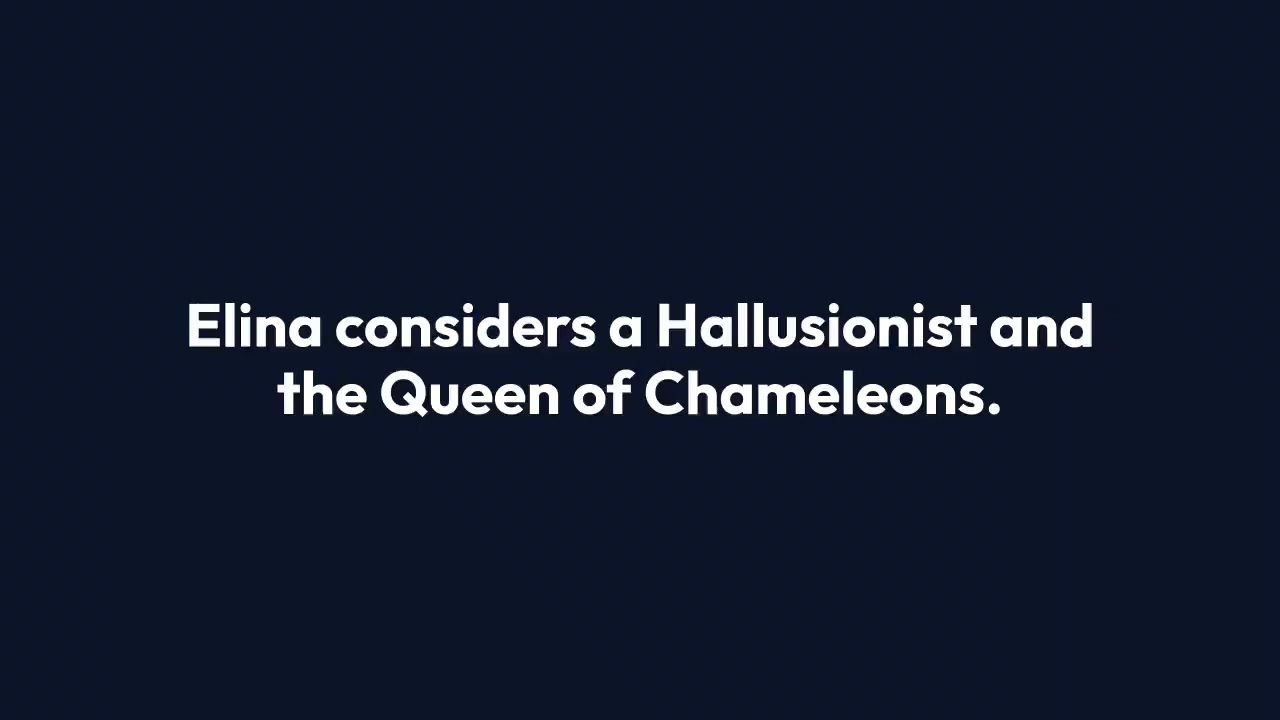 Elina considers a Hallusionist and
the Queen of Chameleons.